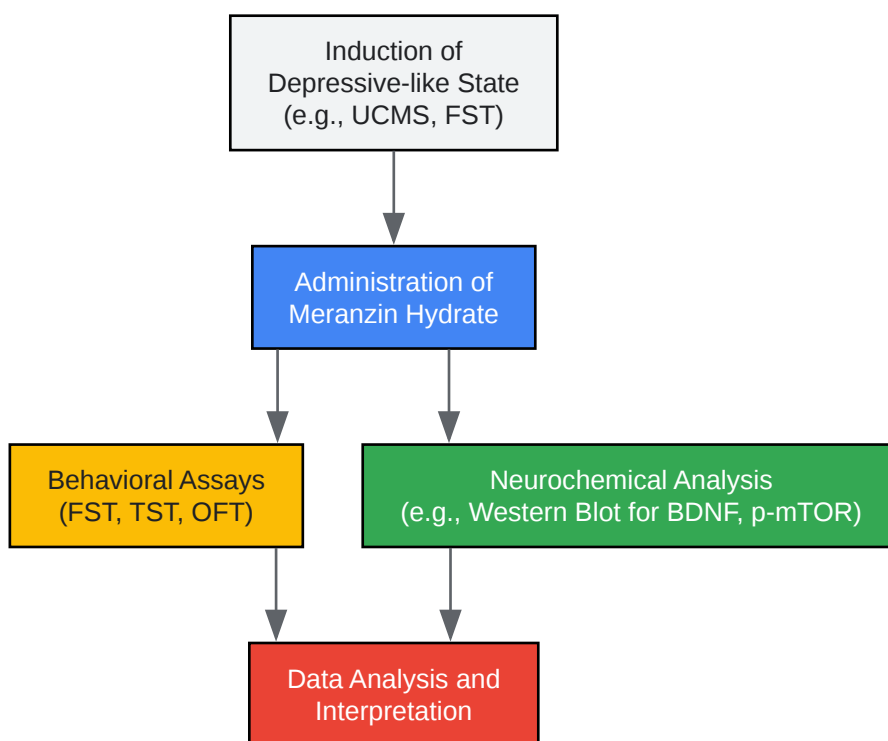 Induction of
Depressive-like State
(e.g., UCMS, FST)
Administration of
Meranzin Hydrate
Behavioral Assays
(FST, TST, OFT)
Neurochemical Analysis
(e.g., Western Blot for BDNF, p-mTOR)
Data Analysis and
Interpretation